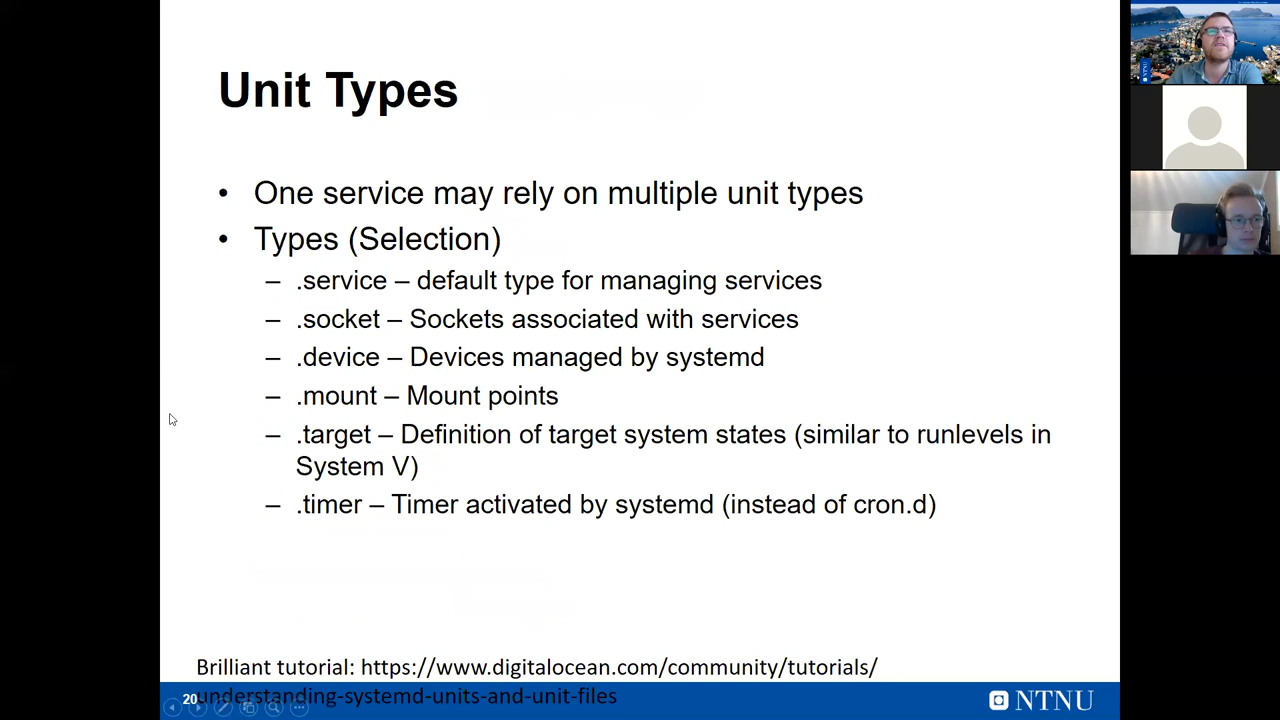 Unit Types
• One service may rely on multiple unit types
• Types (Selection)
– .service – default type for managing services
– .socket – Sockets associated with services
– .device – Devices managed by systemd
– .mount – Mount points
– .target – Definition of target system states (similar to runlevels in
System V)
– .timer – Timer activated by systemd (instead of cron.d)
Brilliant tutorial: https://www.digitalocean.com/community/tutorials/
understanding-systemd-units-and-unit-files
20
NTNU
NTNU